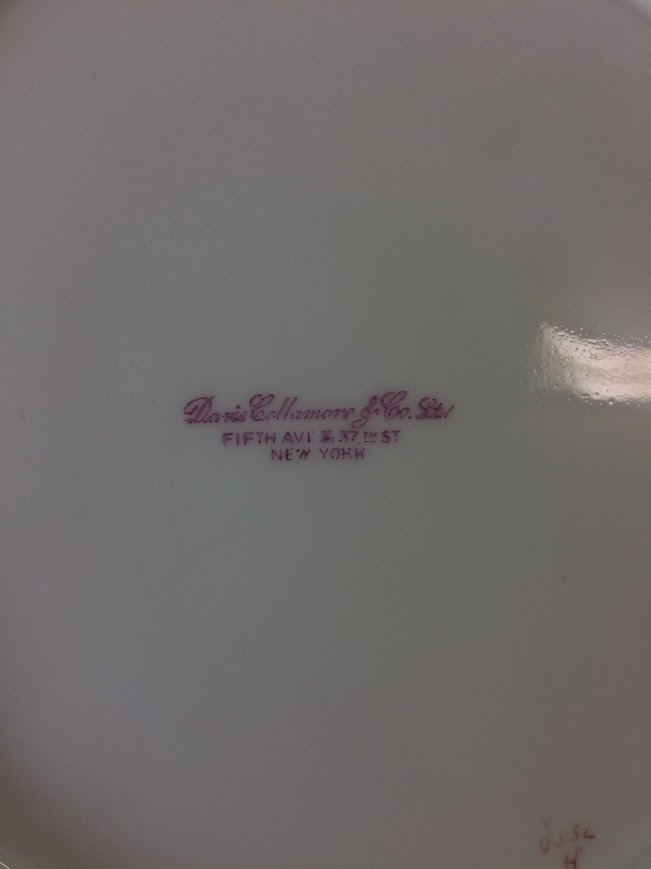 Davis Collamore & Co. Ltd.
FIFTH AVE & 37TH ST
NEW YORK